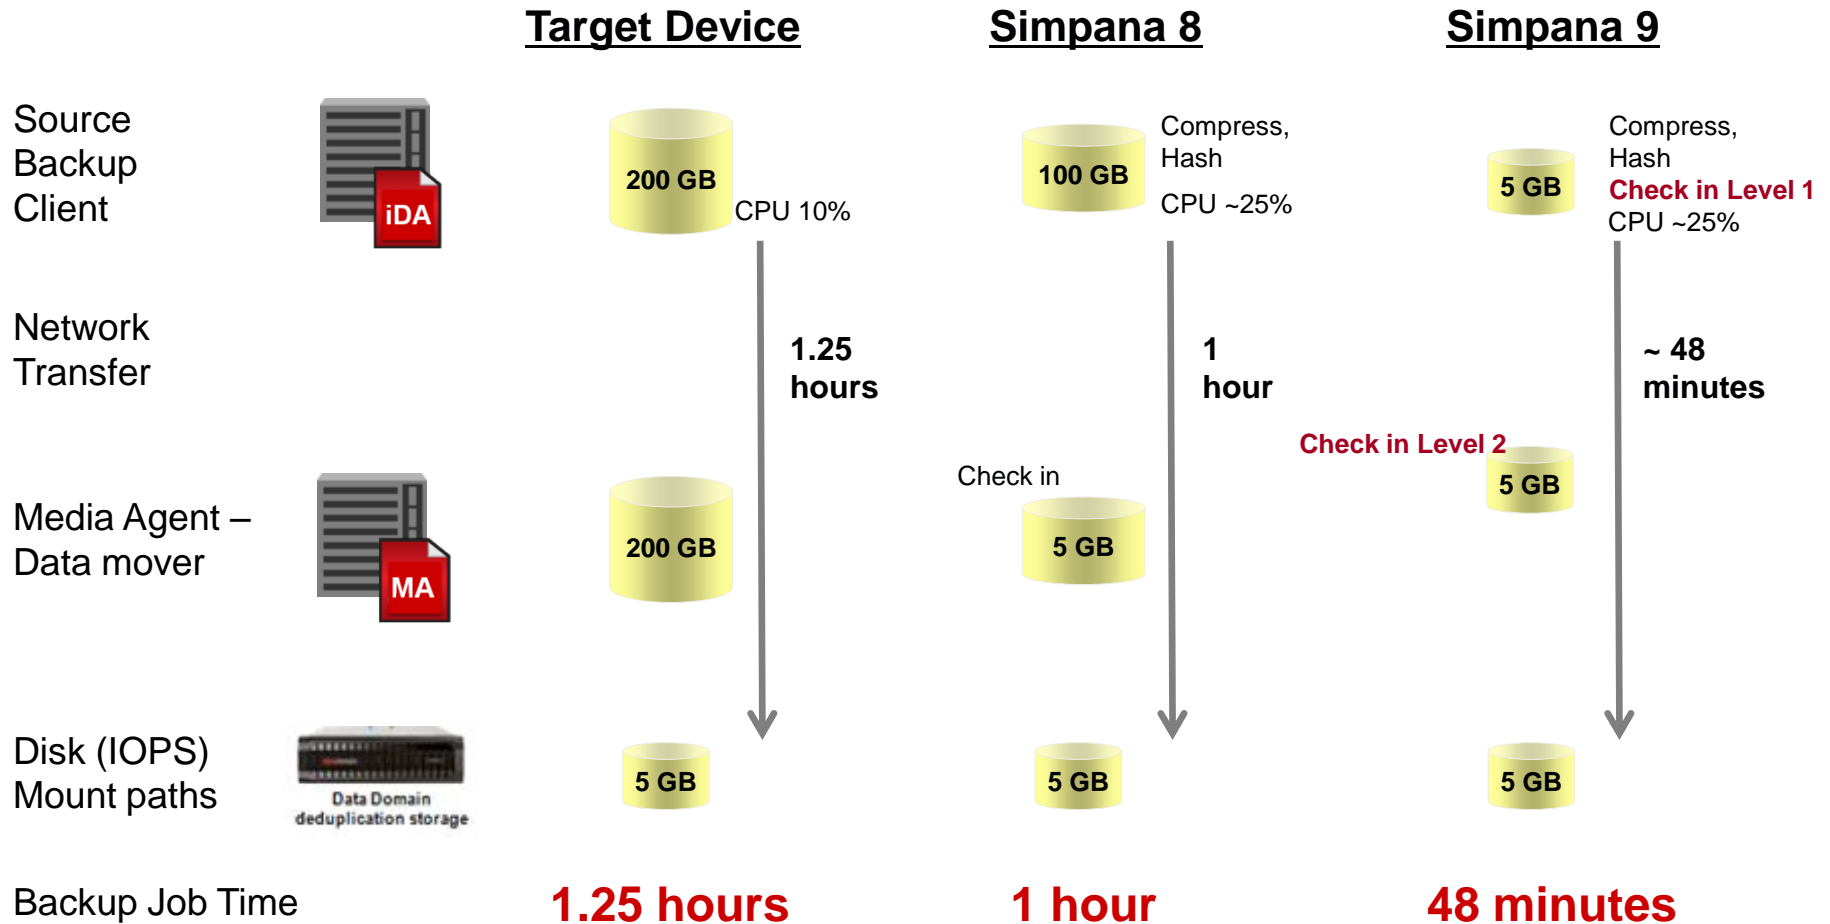 Target Device
Simpana 8
Simpana 9
Source
Backup
Client
iDA
200 GB
CPU 10%
100 GB
Compress,
Hash
CPU ~25%
5 GB
Compress,
Hash
Check in Level 1
CPU ~25%
Network
Transfer
1.25
hours
1
hour
~ 48
minutes
Media Agent –
Data mover
MA
200 GB
Check in
5 GB
Check in Level 2
5 GB
Disk (IOPS)
Mount paths
Data Domain
deduplication storage
5 GB
5 GB
5 GB
Backup Job Time
1.25 hours
1 hour
48 minutes